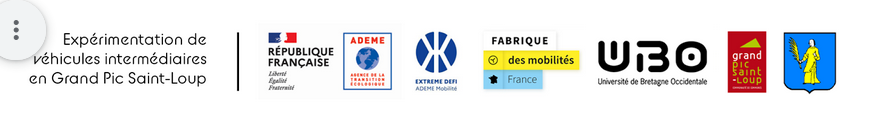 Expérimentation de
véhicules intermédiaires
en Grand Pic Saint-Loup
RÉPUBLIQUE
FRANÇAISE
Liberté
Égalité
Fraternité
ADEME
AGENCE DE LA
TRANSITION
ÉCOLOGIQUE
EXTREME DEFI
ADEME Mobilité
FABRIQUE
des mobilités
France
UBO
Université de Bretagne Occidentale
grand
pic
saint
-loup